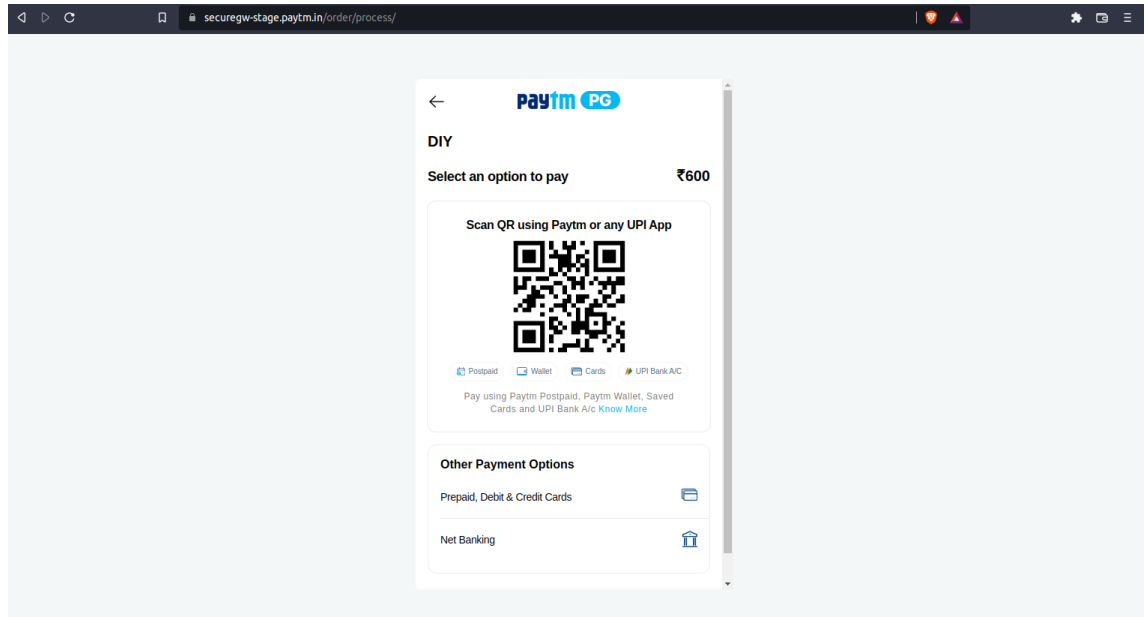 securegw-stage.paytm.in/order/process/
paytm PG
DIY
Select an option to pay ₹600
Scan QR using Paytm or any UPI App
Postpaid Wallet Cards UPI Bank A/C
Pay using Paytm Postpaid, Paytm Wallet, Saved
Cards and UPI Bank A/c Know More
Other Payment Options
Prepaid, Debit & Credit Cards
Net Banking